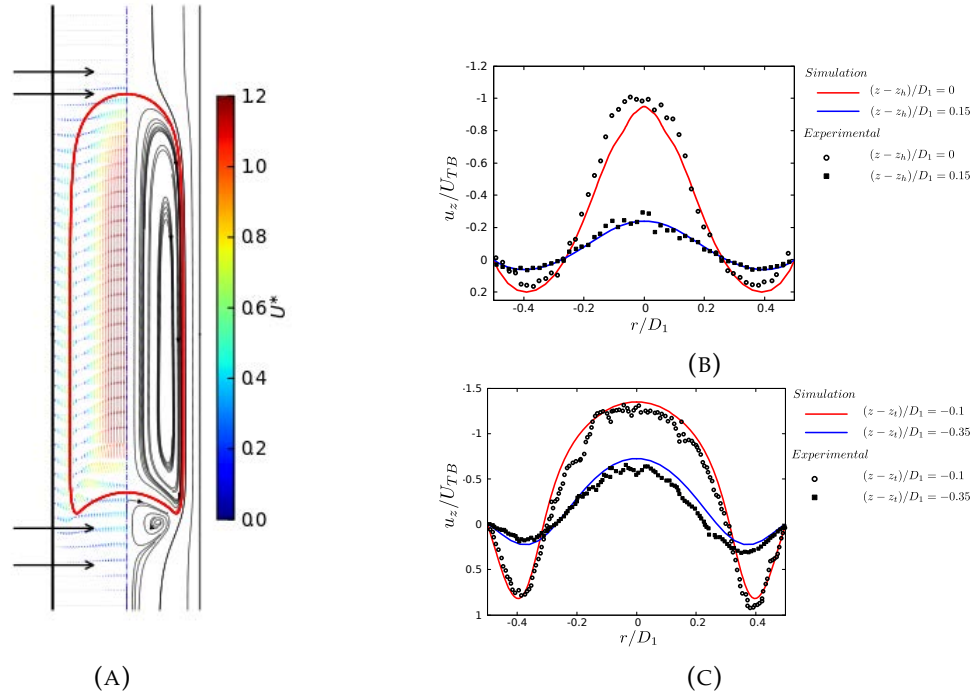 1.2
1.0
0.8
0.6
0.4
0.2
0.0
U*
(A)
-1.2
-1
-0.8
-0.6
-0.4
-0.2
0
0.2
u_z/U_{TB}
-0.4 -0.2 0 0.2 0.4
r/D_1
Simulation
(z − z_h)/D_1 = 0
(z − z_h)/D_1 = 0.15
Experimental
(z − z_h)/D_1 = 0
(z − z_h)/D_1 = 0.15
(B)
-1.5
-1
-0.5
0
0.5
1
u_z/U_{TB}
-0.4 -0.2 0 0.2 0.4
r/D_1
Simulation
(z − z_t)/D_1 = −0.1
(z − z_t)/D_1 = −0.35
Experimental
(z − z_t)/D_1 = −0.1
(z − z_t)/D_1 = −0.35
(C)